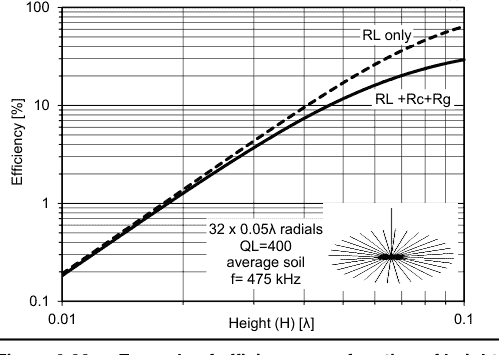 100
RL only
RL +Rc+Rg
10
Efficiency [%]
1
32 x 0.05λ radials
QL=400
average soil
f= 475 kHz
0.1
0.01
Height (H) [λ]
0.1